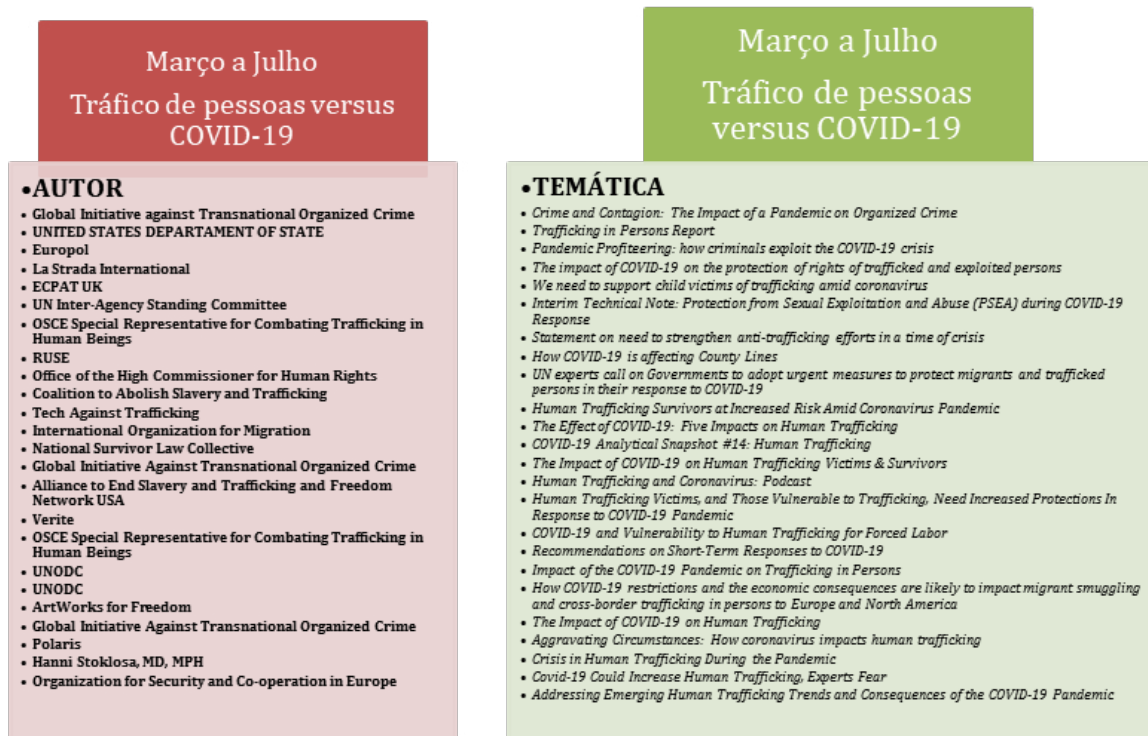 Março a Julho
Tráfico de pessoas versus
COVID-19
•AUTOR
• Global Initiative against Transnational Organized Crime
• UNITED STATES DEPARTAMENT OF STATE
• Europol
• La Strada International
• ECPAT UK
• UN Inter-Agency Standing Committee
• OSCE Special Representative for Combating Trafficking in
Human Beings
• RUSE
• Office of the High Commissioner for Human Rights
• Coalition to Abolish Slavery and Trafficking
• Tech Against Trafficking
• International Organization for Migration
• National Survivor Law Collective
• Global Initiative Against Transnational Organized Crime
• Alliance to End Slavery and Trafficking and Freedom
Network USA
• Verite
• OSCE Special Representative for Combating Trafficking in
Human Beings
• UNODC
• UNODC
• ArtWorks for Freedom
• Global Initiative Against Transnational Organized Crime
• Polaris
• Hanni Stoklosa, MD, MPH
• Organization for Security and Co-operation in Europe
Março a Julho
Tráfico de pessoas
versus COVID-19
•TEMÁTICA
• Crime and Contagion: The Impact of a Pandemic on Organized Crime
• Trafficking in Persons Report
• Pandemic Profiteering: how criminals exploit the COVID-19 crisis
• The impact of COVID-19 on the protection of rights of trafficked and exploited persons
• We need to support child victims of trafficking amid coronavirus
• Interim Technical Note: Protection from Sexual Exploitation and Abuse (PSEA) during COVID-19
Response
• Statement on need to strengthen anti-trafficking efforts in a time of crisis
• How COVID-19 is affecting County Lines
• UN experts call on Governments to adopt urgent measures to protect migrants and trafficked
persons in their response to COVID-19
• Human Trafficking Survivors at Increased Risk Amid Coronavirus Pandemic
• The Effect of COVID-19: Five Impacts on Human Trafficking
• COVID-19 Analytical Snapshot #14: Human Trafficking
• The Impact of COVID-19 on Human Trafficking Victims & Survivors
• Human Trafficking and Coronavirus: Podcast
• Human Trafficking Victims, and Those Vulnerable to Trafficking, Need Increased Protections In
Response to COVID-19 Pandemic
• COVID-19 and Vulnerability to Human Trafficking for Forced Labor
• Recommendations on Short-Term Responses to COVID-19
• Impact of the COVID-19 Pandemic on Trafficking in Persons
• How COVID-19 restrictions and the economic consequences are likely to impact migrant smuggling
and cross-border trafficking in persons to Europe and North America
• The Impact of COVID-19 on Human Trafficking
• Aggravating Circumstances: How coronavirus impacts human trafficking
• Crisis in Human Trafficking During the Pandemic
• Covid-19 Could Increase Human Trafficking, Experts Fear
• Addressing Emerging Human Trafficking Trends and Consequences of the COVID-19 Pandemic